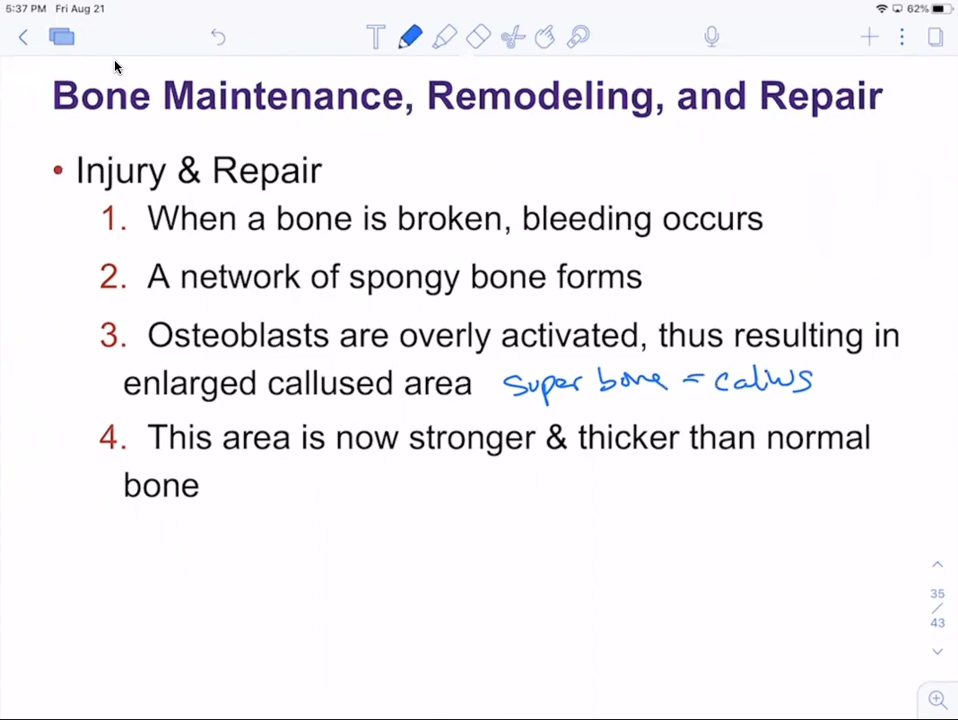 5:37 PM Fri Aug 21
62%
Bone Maintenance, Remodeling, and Repair
• Injury & Repair
1. When a bone is broken, bleeding occurs
2. A network of spongy bone forms
3. Osteoblasts are overly activated, thus resulting in
enlarged callused area super bone = callus
4. This area is now stronger & thicker than normal
bone
35
/
43